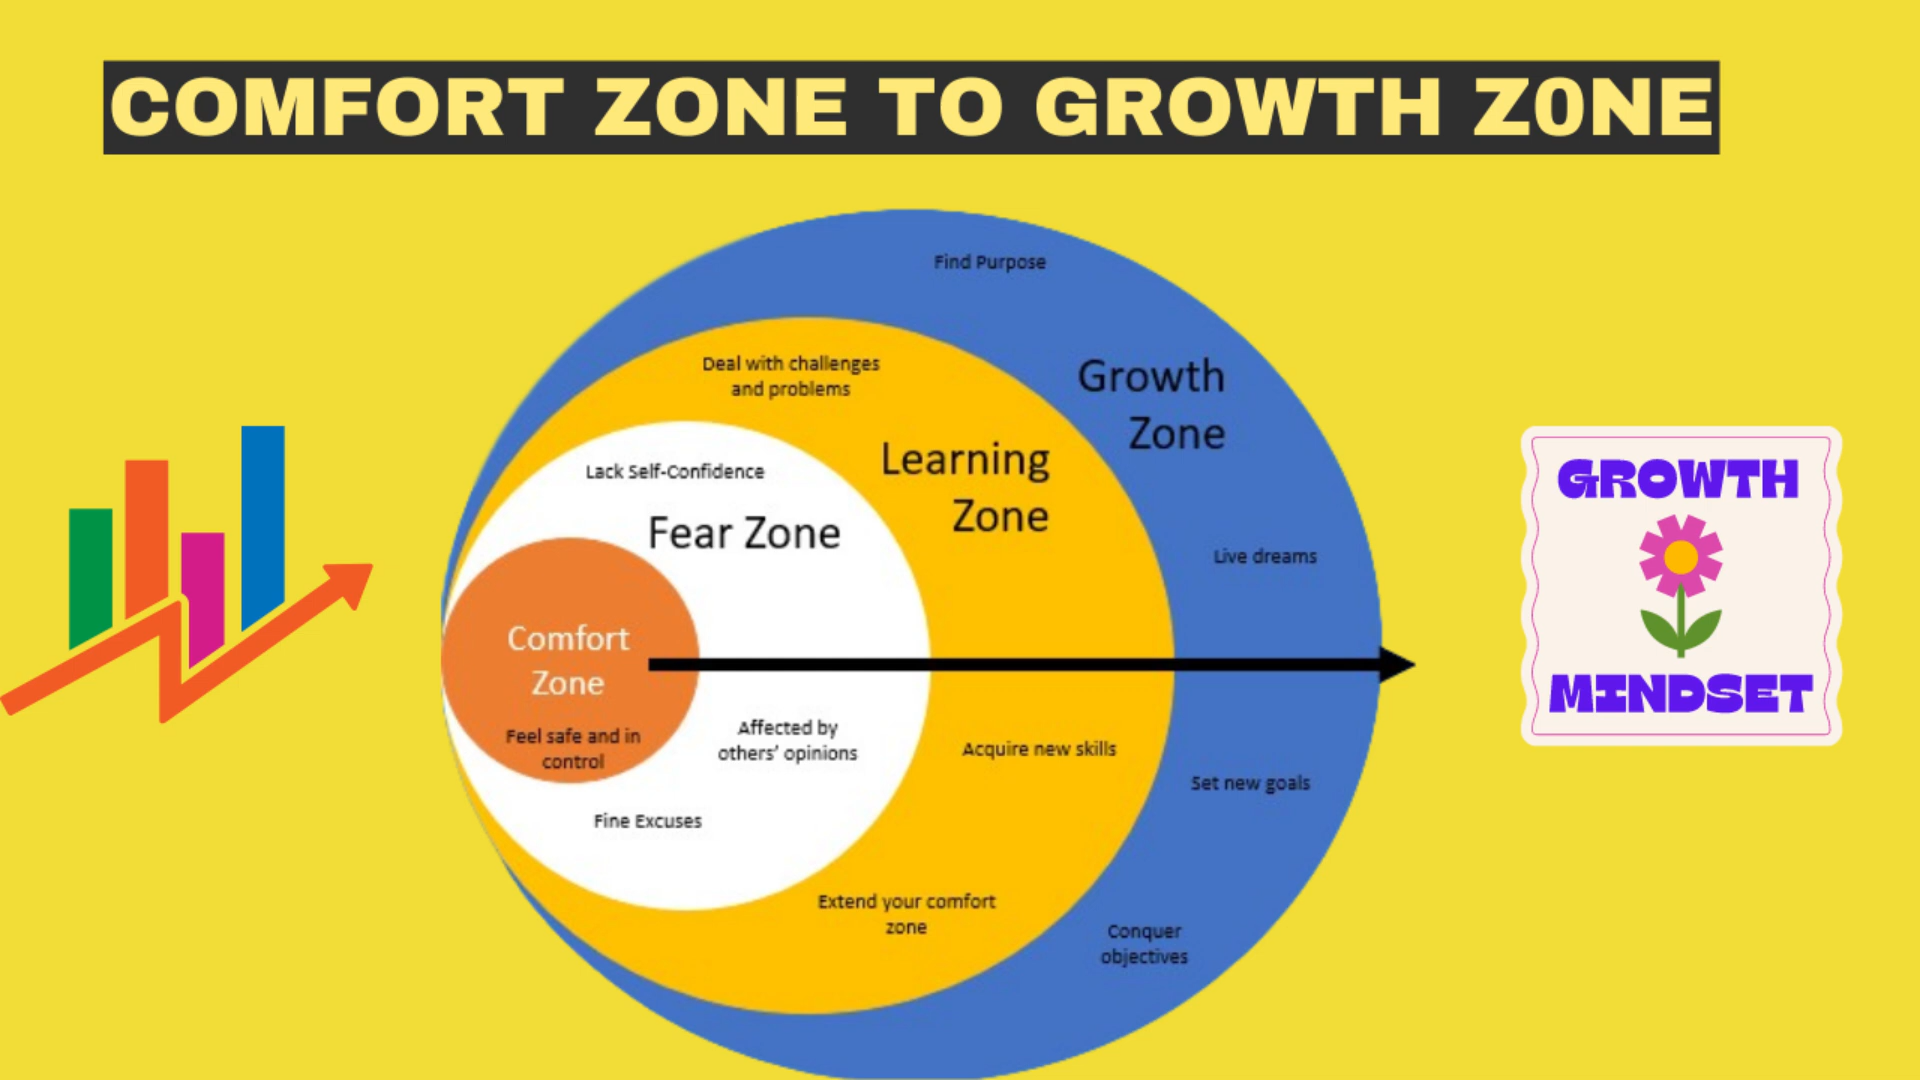 COMFORT ZONE TO GROWTH Z0NE
Find Purpose
Growth
Zone
Live dreams
Set new goals
Conquer
objectives
Deal with challenges
and problems
Learning
Zone
Acquire new skills
Extend your comfort
zone
Lack Self-Confidence
Fear Zone
Affected by
others' opinions
Fine Excuses
Comfort
Zone
Feel safe and in
control
GROWTH
MINDSET